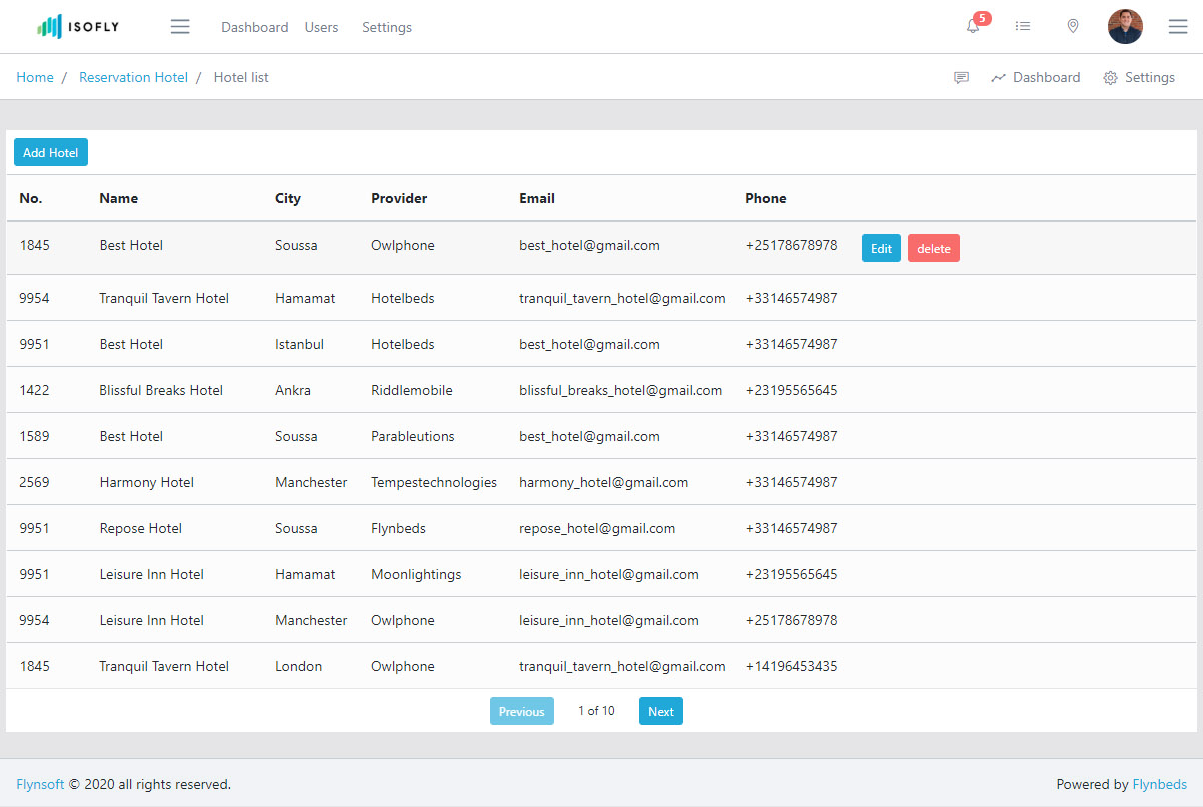 ISOFLY Dashboard Users Settings 5
Home / Reservation Hotel / Hotel list Dashboard Settings
Add Hotel
No. Name City Provider Email Phone
1845 Best Hotel Soussa Owlphone best_hotel@gmail.com +25178678978 Edit delete
9954 Tranquil Tavern Hotel Hamamat Hotelbeds tranquil_tavern_hotel@gmail.com +33146574987
9951 Best Hotel Istanbul Hotelbeds best_hotel@gmail.com +33146574987
1422 Blissful Breaks Hotel Ankra Riddlemobile blissful_breaks_hotel@gmail.com +23195565645
1589 Best Hotel Soussa Parableutions best_hotel@gmail.com +33146574987
2569 Harmony Hotel Manchester Tempestechnologies harmony_hotel@gmail.com +33146574987
9951 Repose Hotel Soussa Flynbeds repose_hotel@gmail.com +33146574987
9951 Leisure Inn Hotel Hamamat Moonlightings leisure_inn_hotel@gmail.com +23195565645
9954 Leisure Inn Hotel Manchester Owlphone leisure_inn_hotel@gmail.com +25178678978
1845 Tranquil Tavern Hotel London Owlphone tranquil_tavern_hotel@gmail.com +14196453435
Previous 1 of 10 Next
Flynsoft © 2020 all rights reserved. Powered by Flynbeds